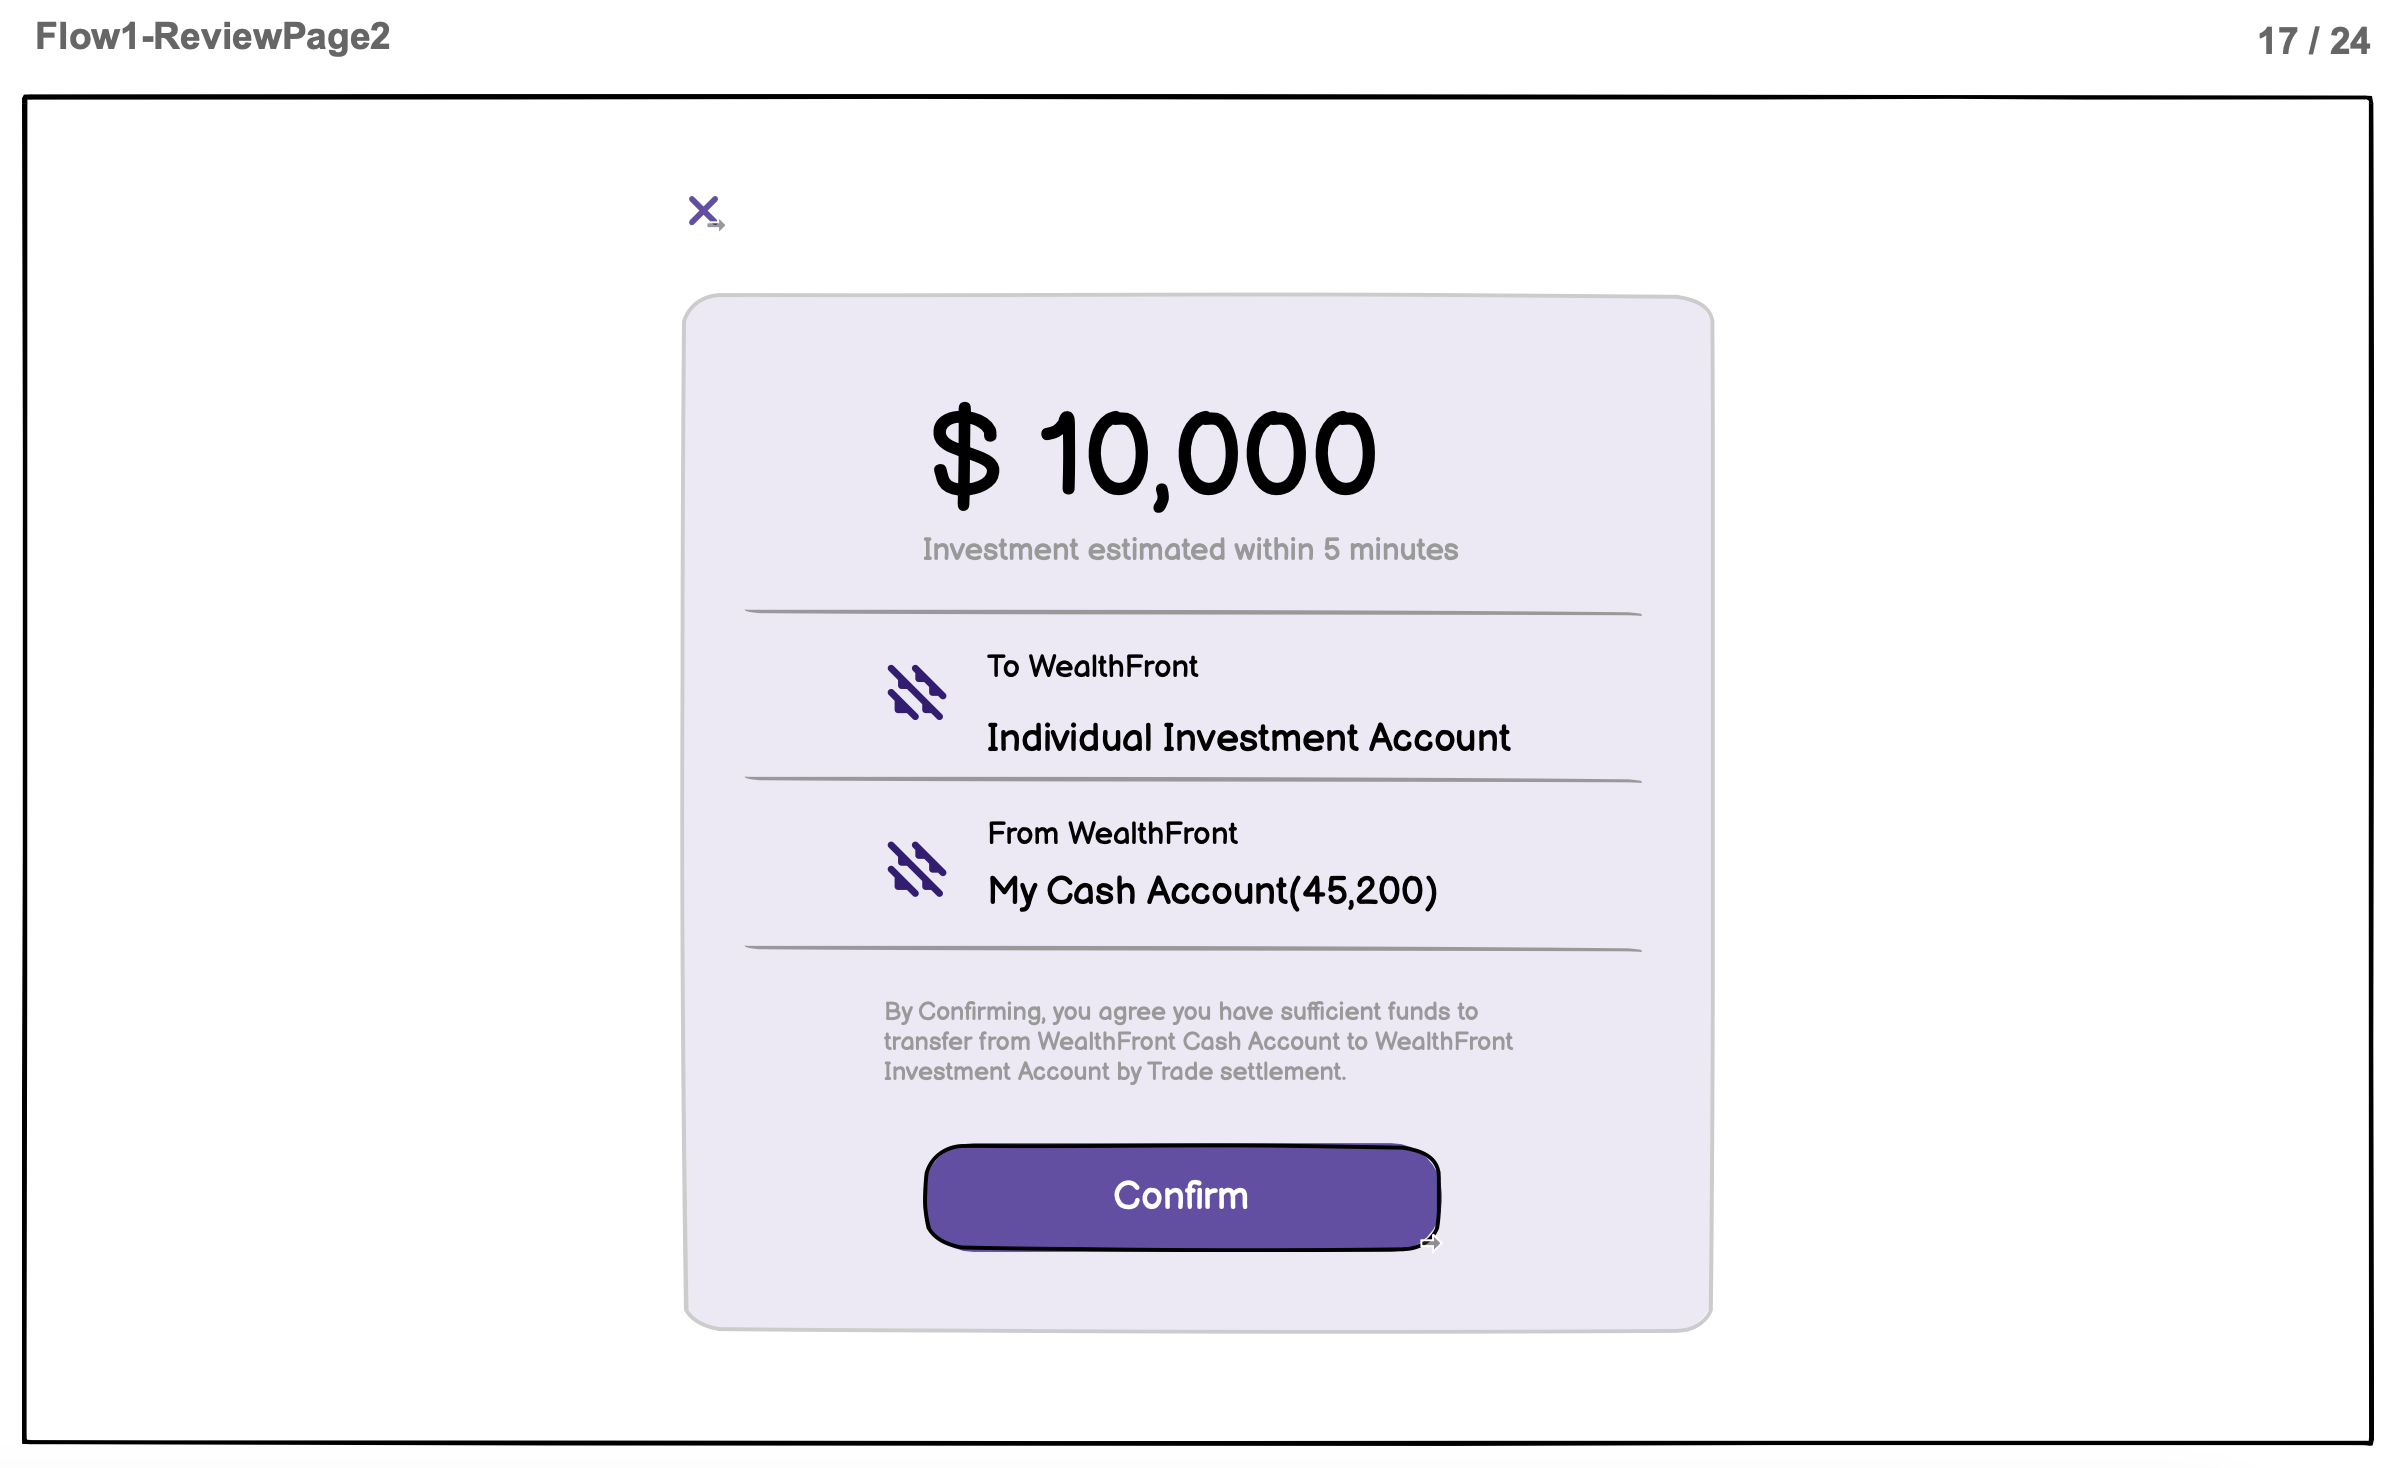 Flow1-ReviewPage2
17 / 24
$ 10,000
Investment estimated within 5 minutes
To WealthFront
Individual Investment Account
From WealthFront
My Cash Account(45,200)
By Confirming, you agree you have sufficient funds to
transfer from WealthFront Cash Account to WealthFront
Investment Account by Trade settlement.
Confirm